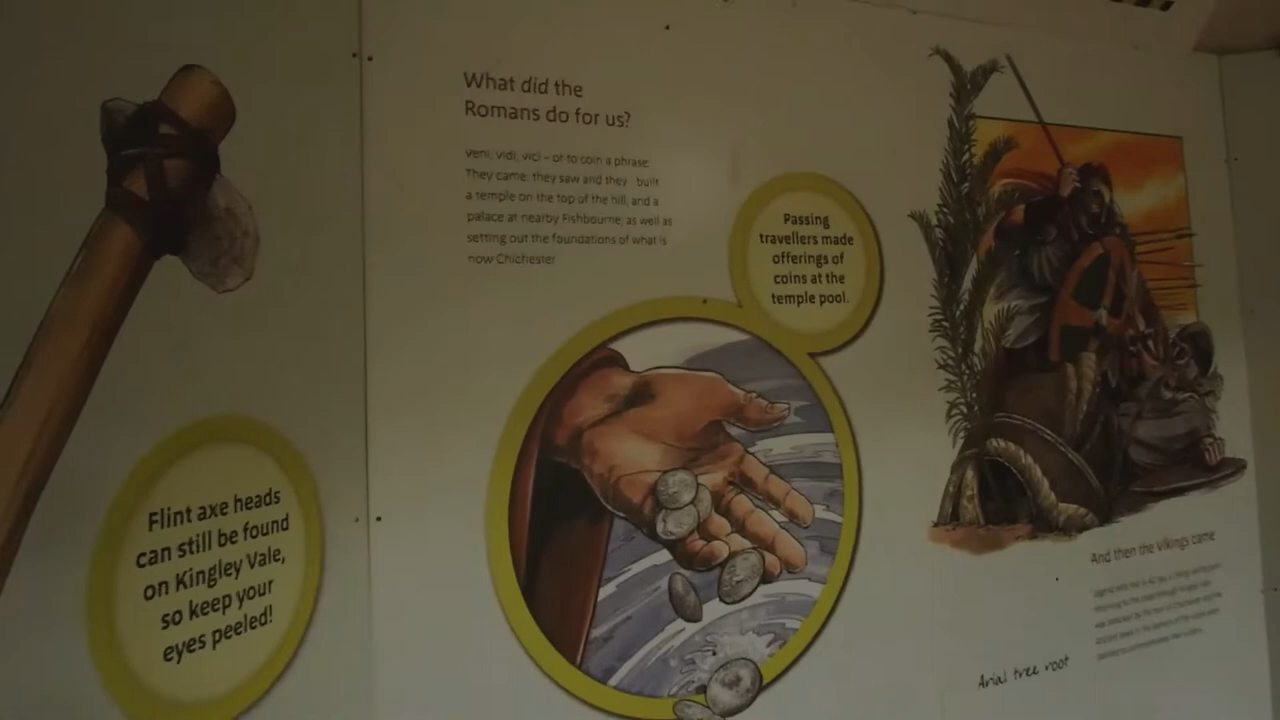 What did the
Romans do for us?
veni, vidi, vici – or to coin a phrase:
They came: they saw and they built
a temple on the top of the hill, and a
palace at nearby Fishbourne; as well as
setting out the foundations of what is
now Chichester
Passing
travellers made
offerings of
coins at the
temple pool.
Flint axe heads
can still be found
on Kingley Vale,
so keep your
eyes peeled!
And then the Vikings came
Arial tree root